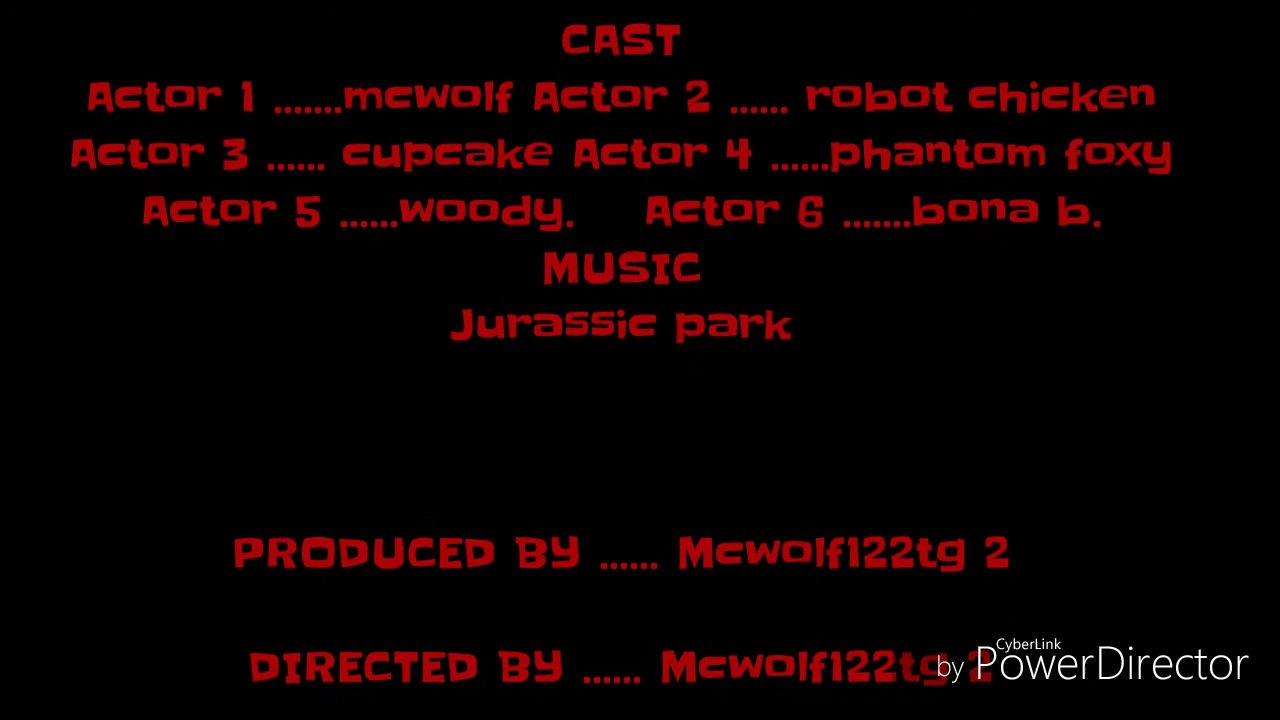 CAST
Actor 1 .......mcwolf Actor 2 ...... robot chicken
Actor 3 ...... cupcake Actor 4 ......phantom foxy
Actor 5 ......woody. Actor 6 .......bona b.
MUSIC
Jurassic park
PRODUCED BY ...... Mcwolf122tg 2
DIRECTED BY ...... Mcwolf122tg 2
CyberLink
by PowerDirector